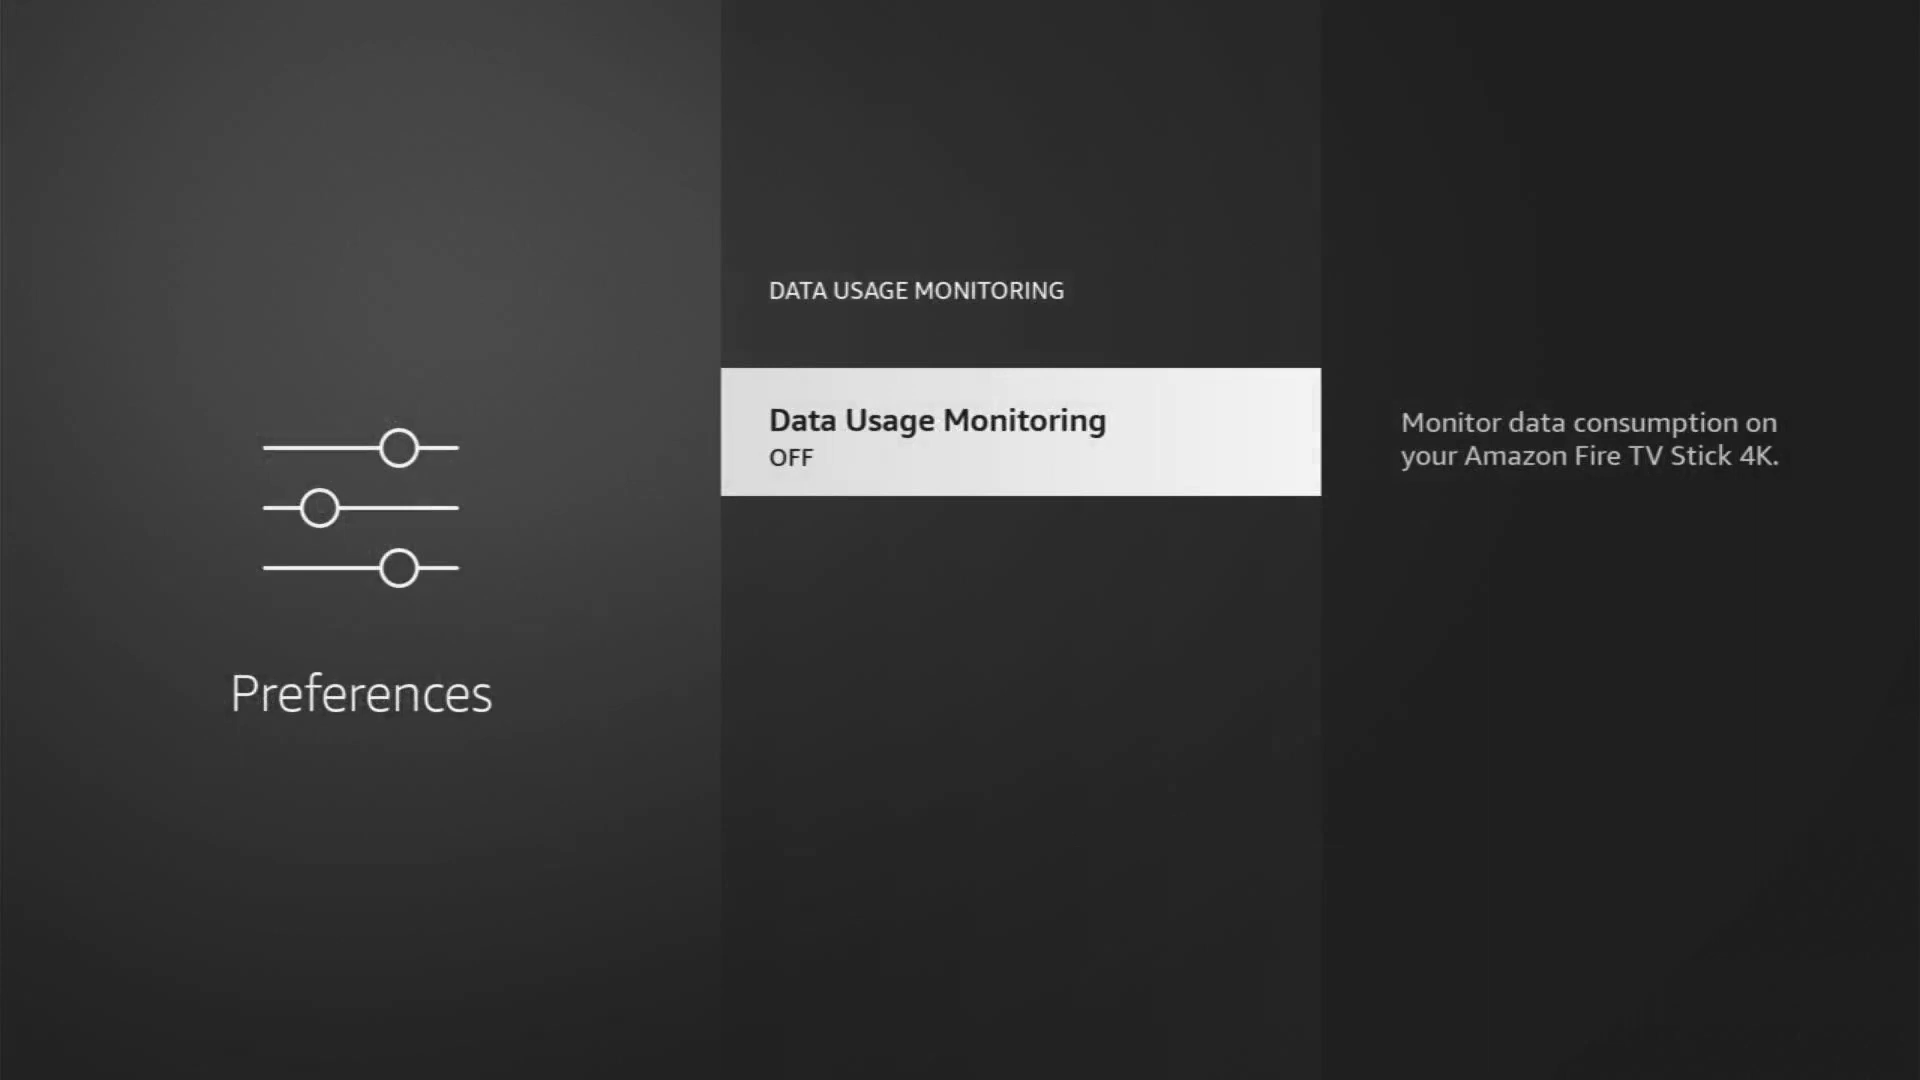 Preferences
DATA USAGE MONITORING
Data Usage Monitoring
OFF
Monitor data consumption on
your Amazon Fire TV Stick 4K.